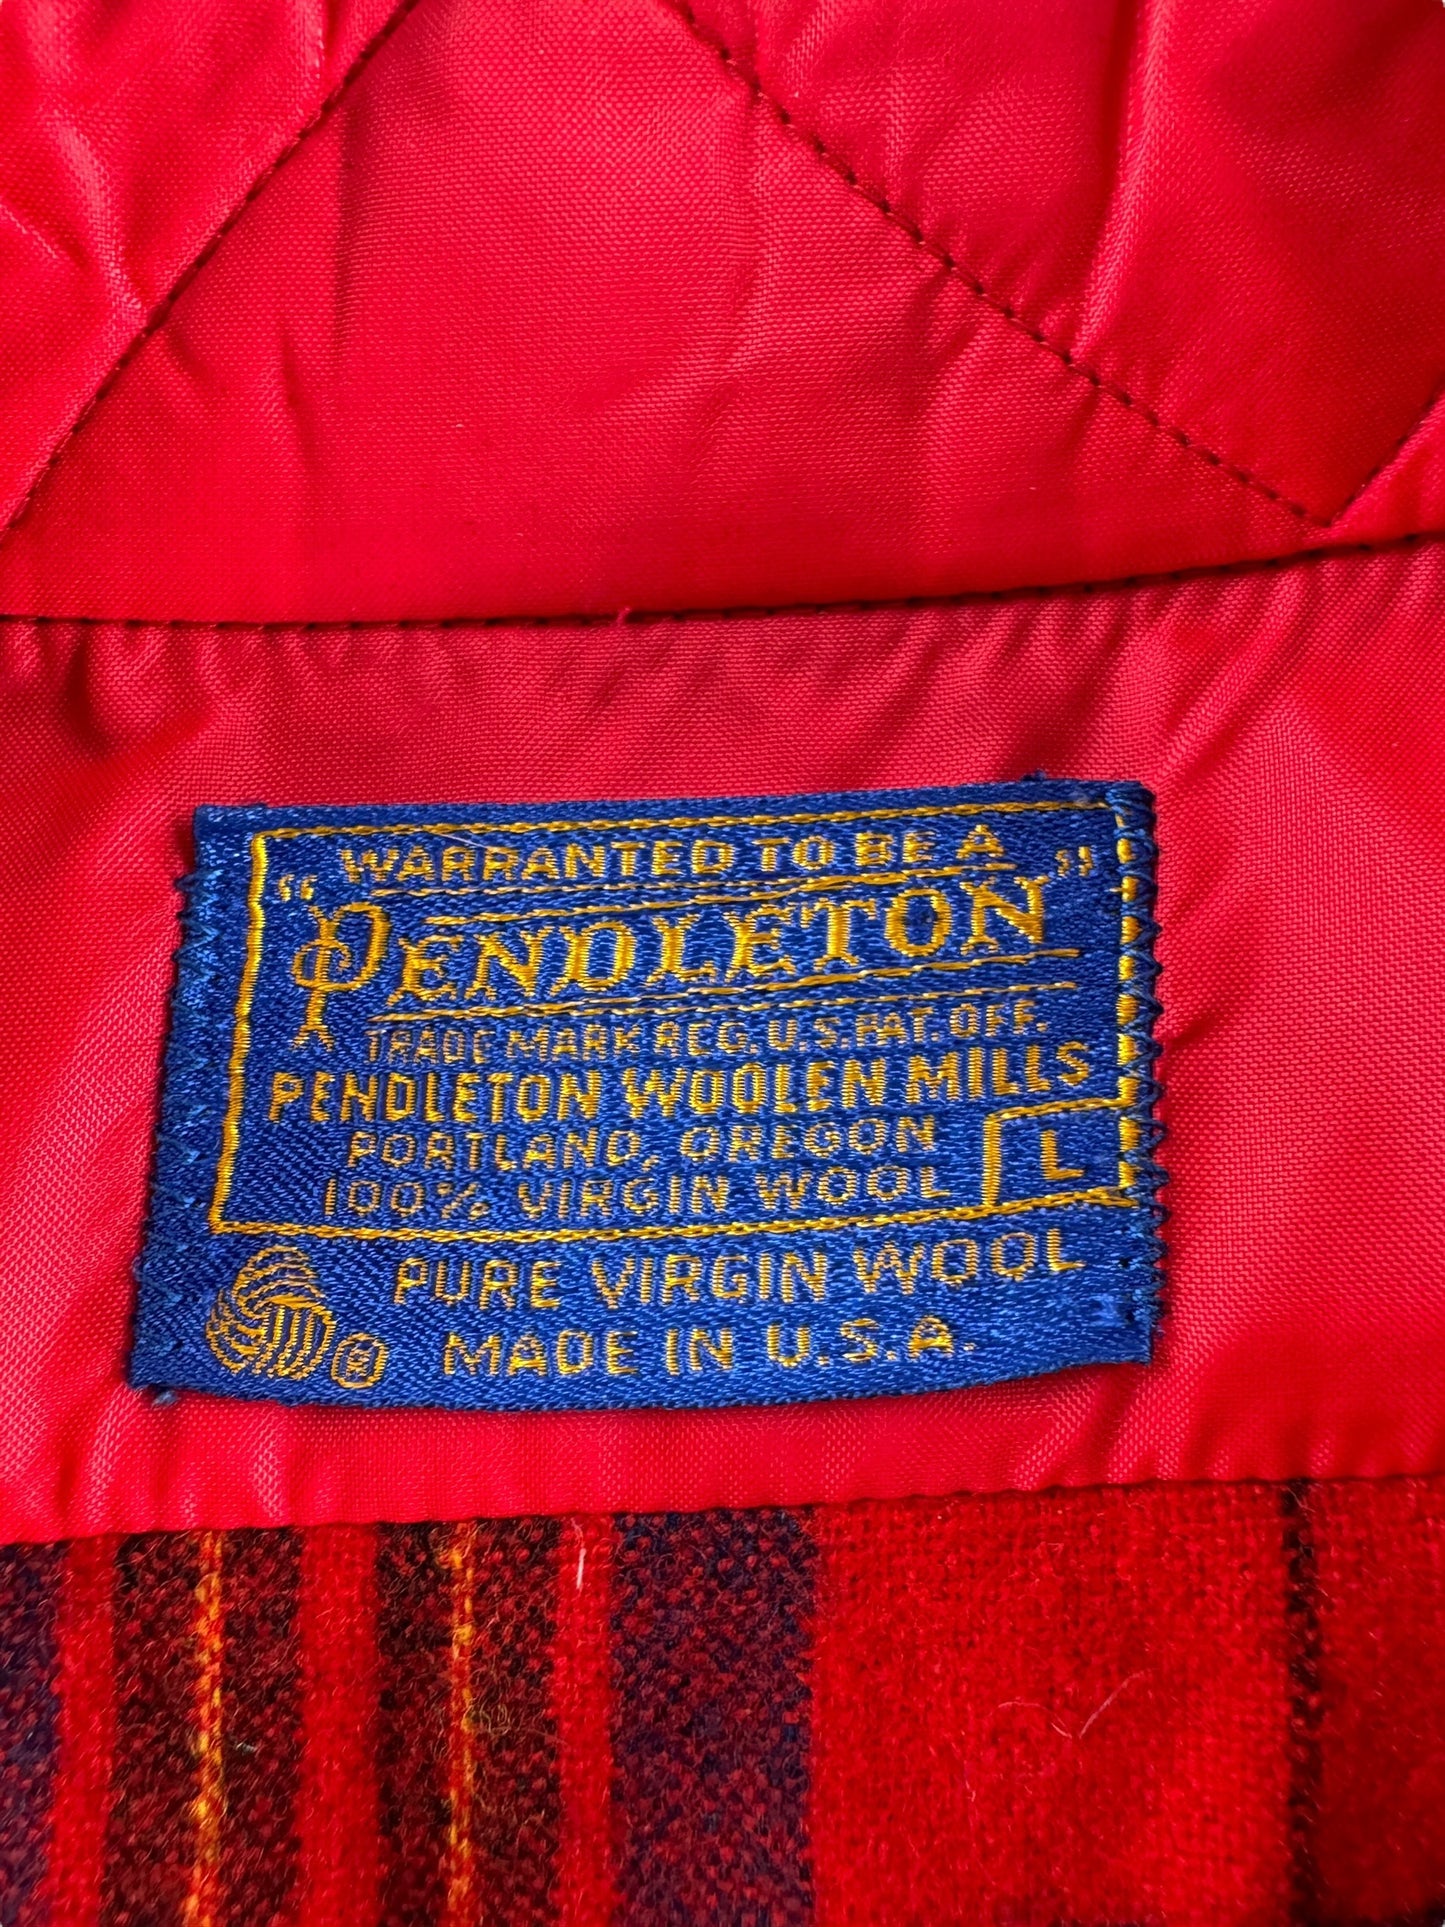 WARRANTED TO BE A
"PENDLETON"
TRADE MARK REG. U.S. PAT. OFF.
PENDLETON WOOLEN MILLS
PORTLAND, OREGON
100% VIRGIN WOOL L
PURE VIRGIN WOOL
MADE IN U.S.A.